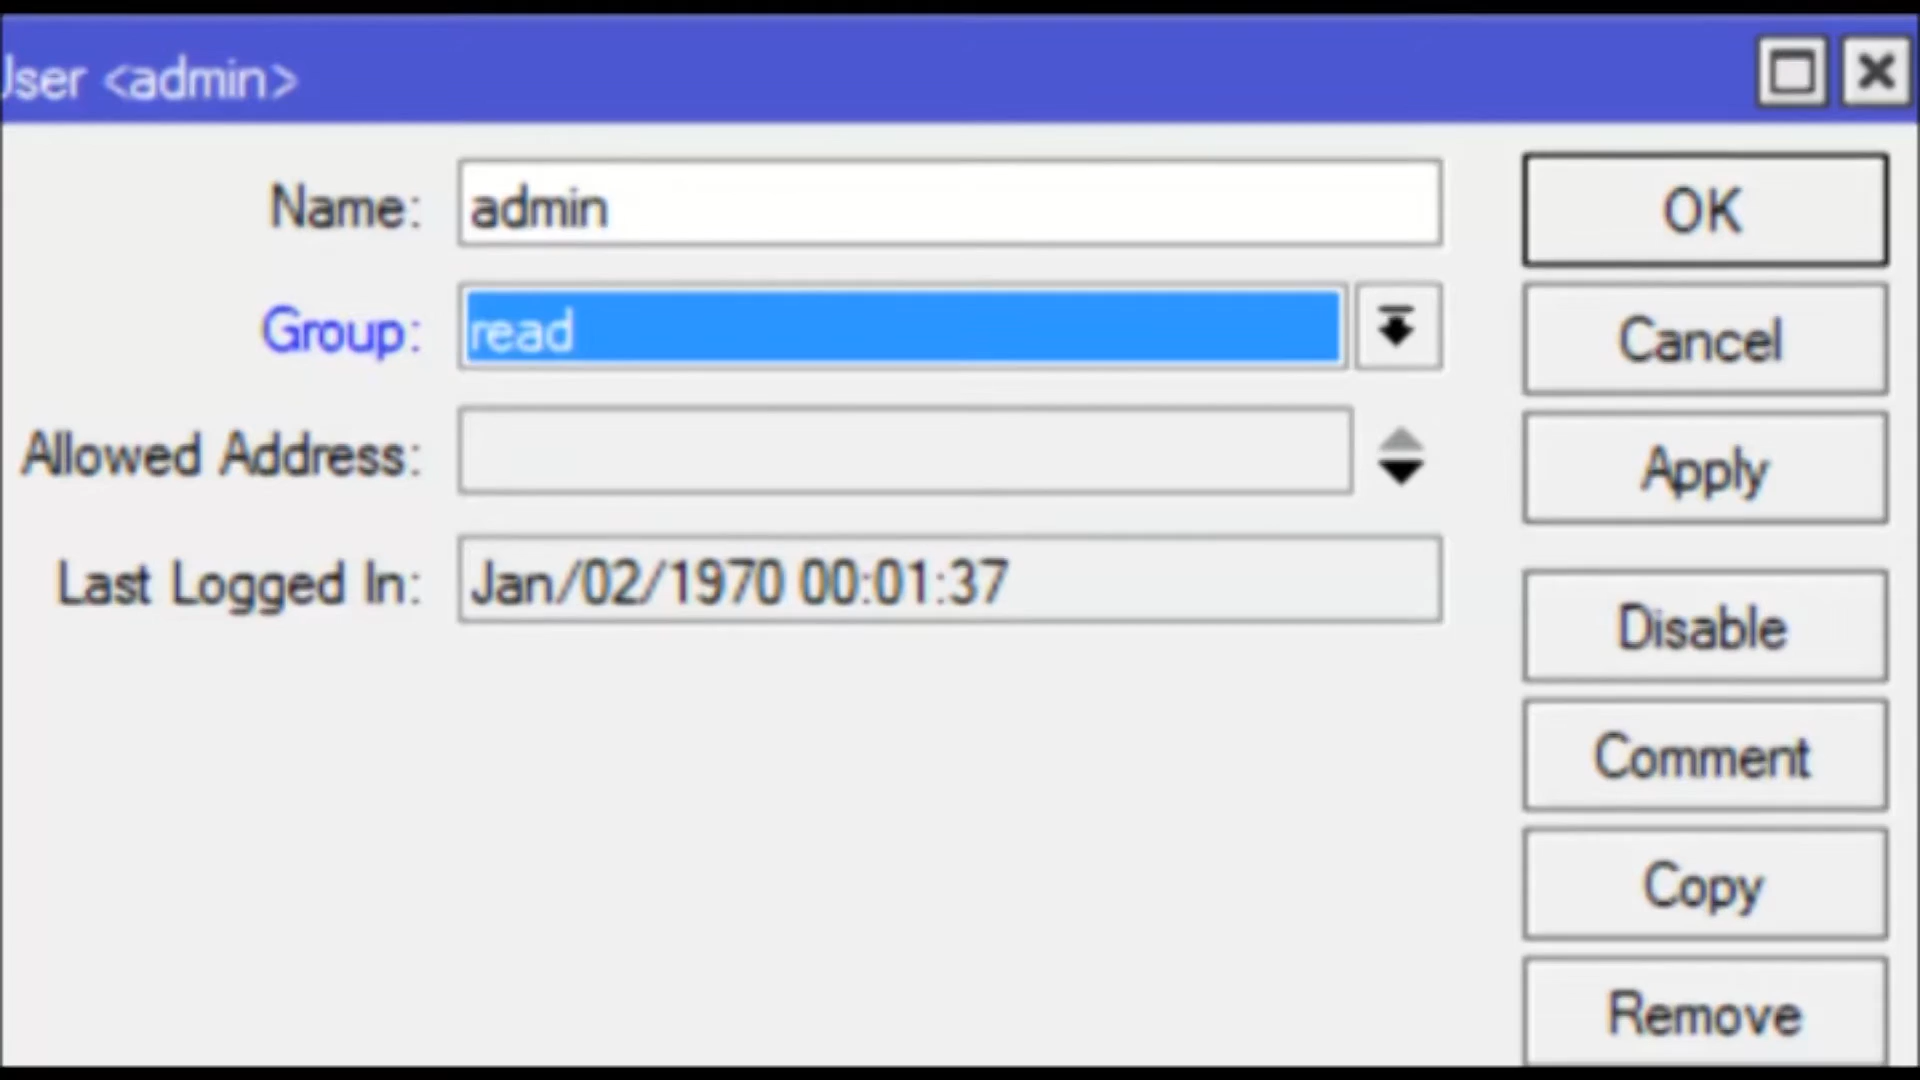 User <admin>
Name: admin
OK
Group: read
Cancel
Allowed Address:
Apply
Last Logged In: Jan/02/1970 00:01:37
Disable
Comment
Copy
Remove